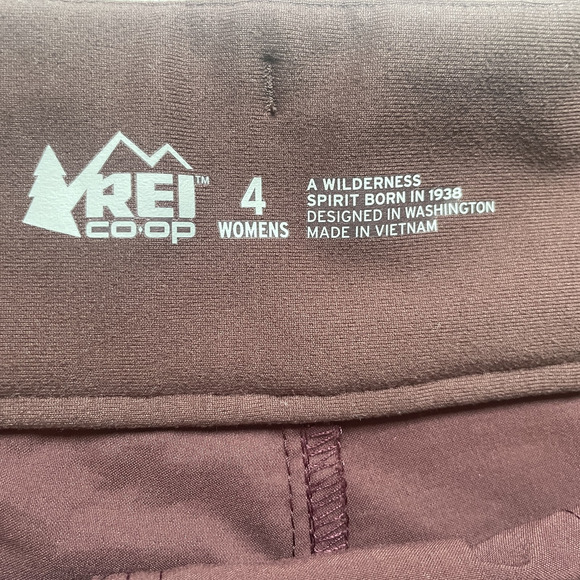 REI™
co·op
4
WOMENS
A WILDERNESS
SPIRIT BORN IN 1938
DESIGNED IN WASHINGTON
MADE IN VIETNAM